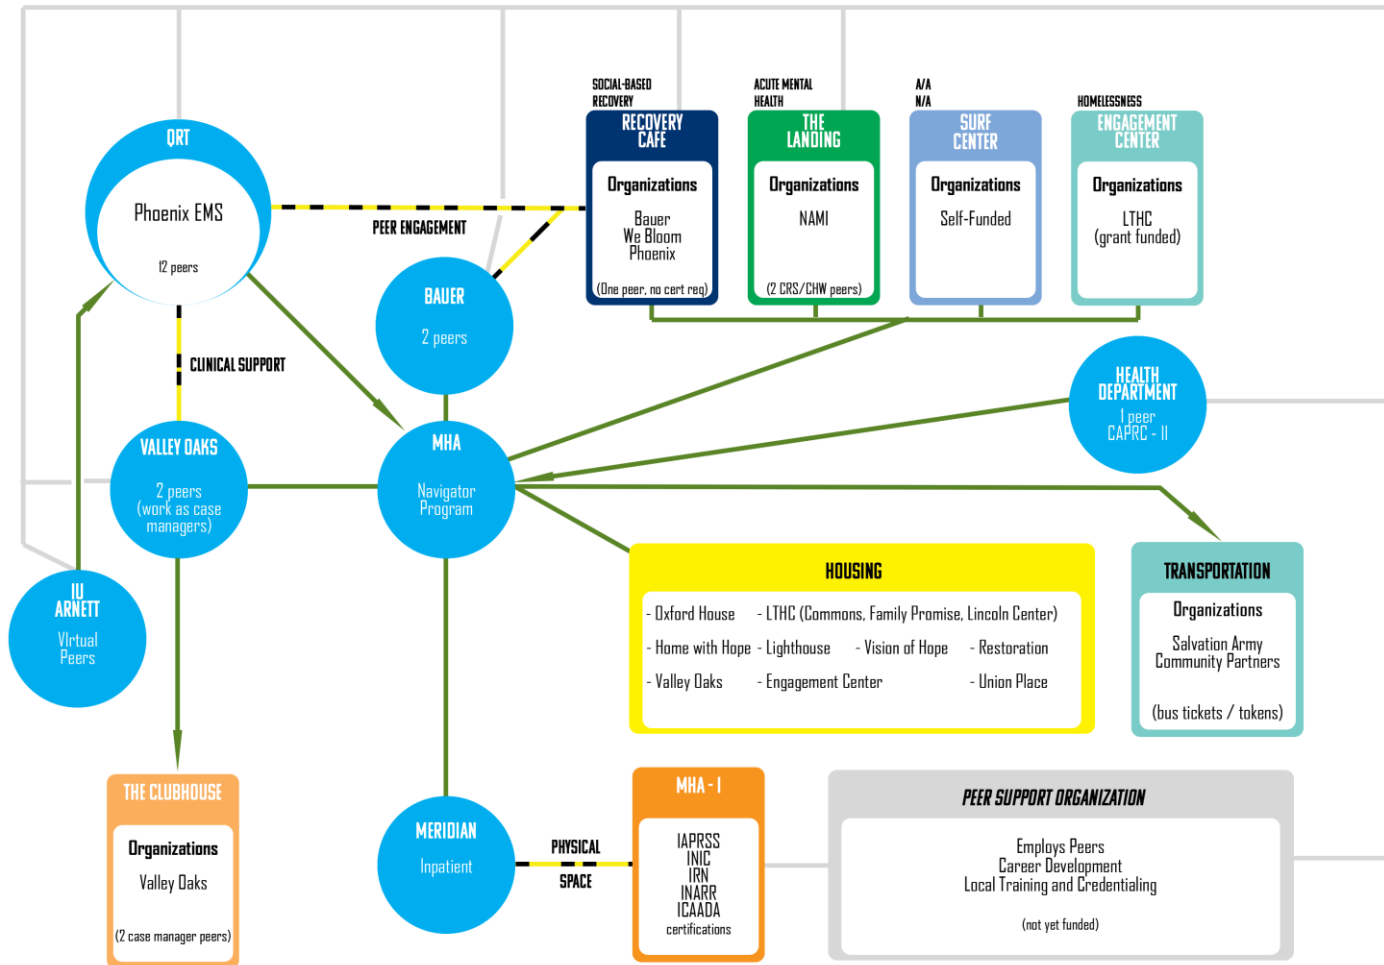 SOCIAL-BASED
RECOVERY
RECOVERY
CAFE
Organizations
Bauer
We Bloom
Phoenix
(One peer, no cert req)
ACUTE MENTAL
HEALTH
THE
LANDING
Organizations
NAMI
(2 CRS/CHW peers)
A/A
N/A
SURF
CENTER
Organizations
Self-Funded
HOMELESSNESS
ENGAGEMENT
CENTER
Organizations
LTHC
(grant funded)
QRT
Phoenix EMS
12 peers
PEER ENGAGEMENT
BAUER
2 peers
CLINICAL SUPPORT
HEALTH
DEPARTMENT
1 peer
CAPRC - II
VALLEY OAKS
2 peers
(work as case
managers)
MHA
Navigator
Program
IU
ARNETT
VIrtual
Peers
HOUSING
- Oxford House
- LTHC (Commons, Family Promise, Lincoln Center)
- Home with Hope
- Lighthouse
- Vision of Hope
- Restoration
- Valley Oaks
- Engagement Center
- Union Place
TRANSPORTATION
Organizations
Salvation Army
Community Partners
(bus tickets / tokens)
THE CLUBHOUSE
Organizations
Valley Oaks
(2 case manager peers)
MERIDIAN
Inpatient
PHYSICAL
SPACE
MHA - I
IAPRSS
INIC
IRN
INARR
ICAADA
certifications
PEER SUPPORT ORGANIZATION
Employs Peers
Career Development
Local Training and Credentialing
(not yet funded)